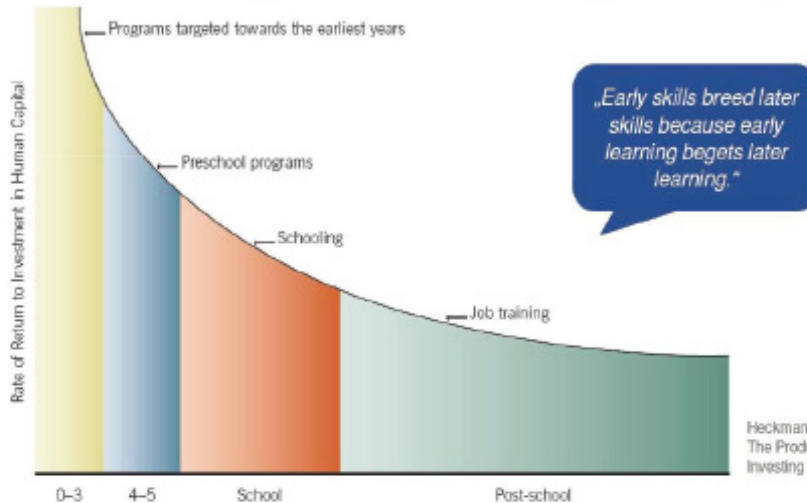 Programs targeted towards the earliest years
„Early skills breed later
skills because early
learning begets later
learning.“
Preschool programs
Schooling
Job training
Rate of Return to Investment in Human Capital
Heckman
The Prod
Investing
0–3 4–5 School Post-school